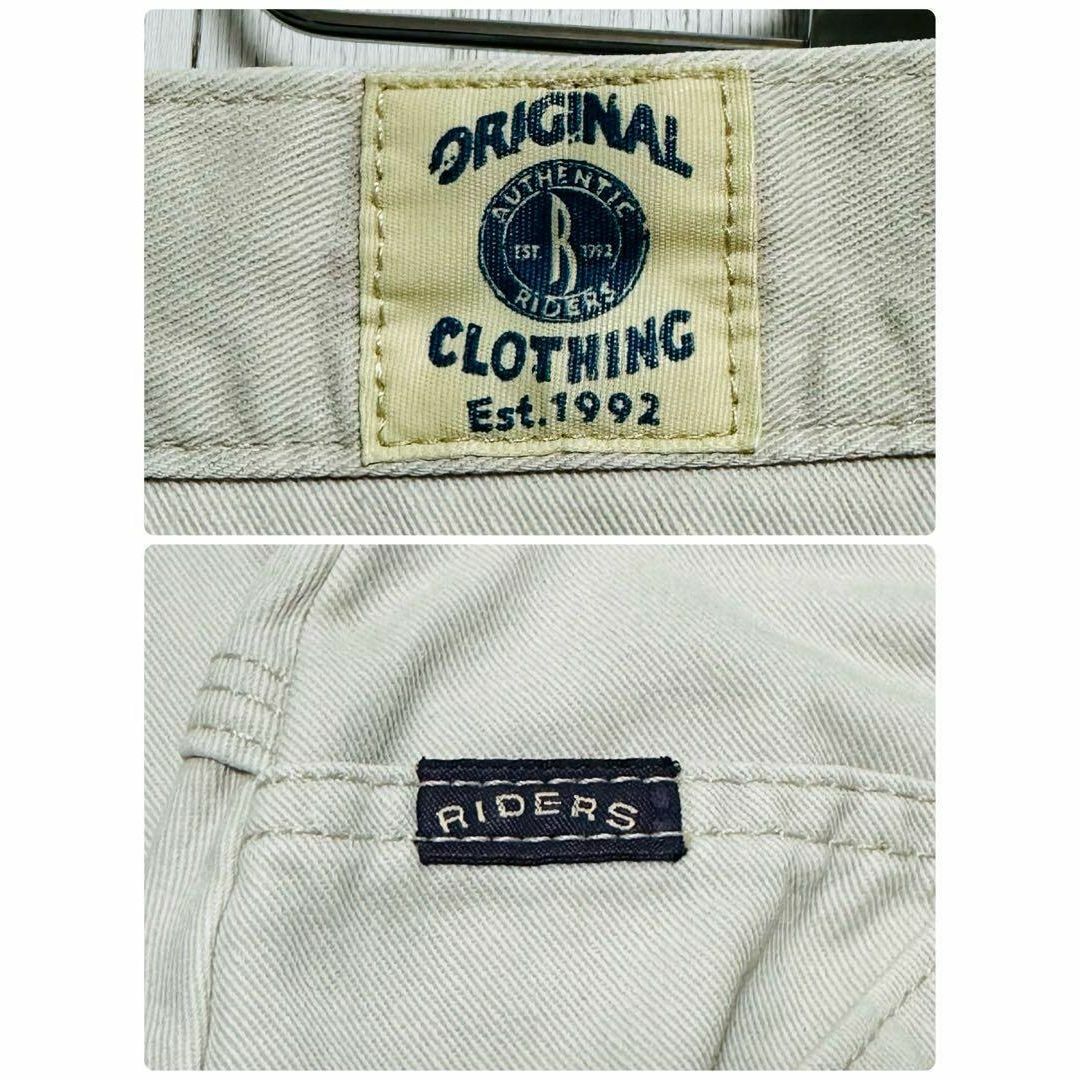 ORIGINAL
AUTHENTIC
EST. B 1992
RIDERS
CLOTHING
Est.1992
RIDERS